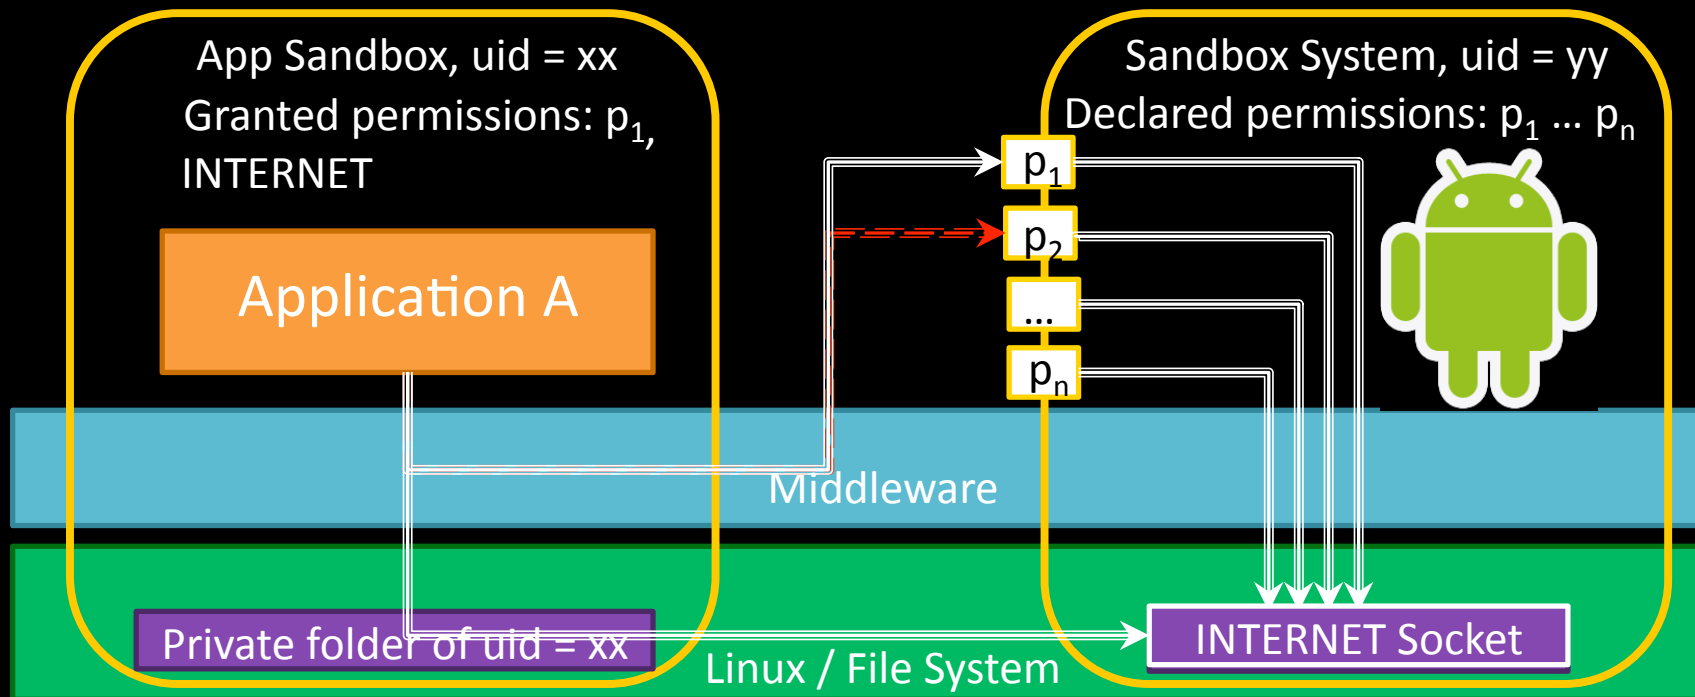 App Sandbox, uid = xx
Granted permissions: p₁,
INTERNET
Application A
Sandbox System, uid = yy
Declared permissions: p₁ ... pₙ
p₁
p₂
...
pₙ
Middleware
Private folder of uid = xx
INTERNET Socket
Linux / File System